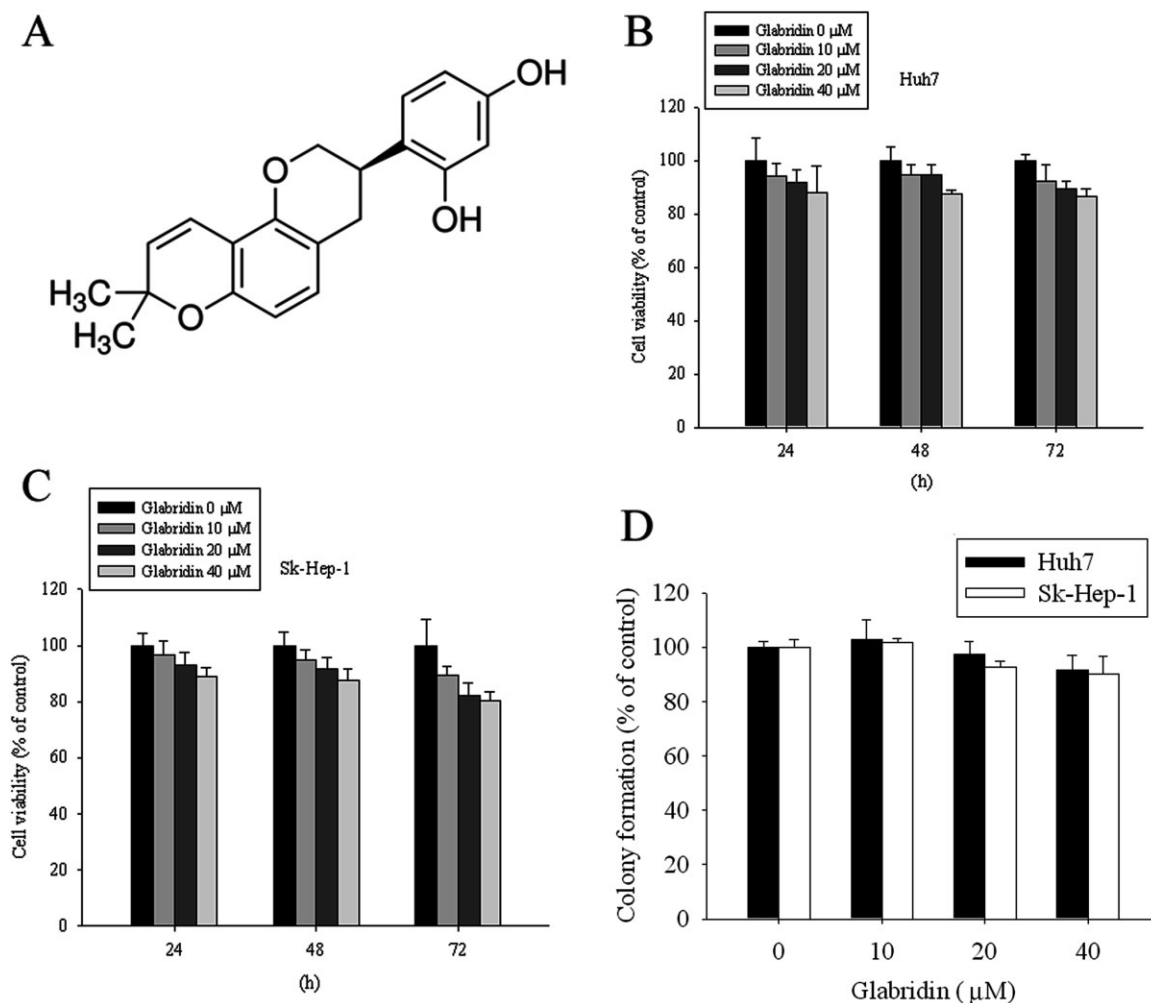 A
OH
O
OH
H₃C
H₃C
O
B
Glabridin 0 μM
Glabridin 10 μM
Glabridin 20 μM
Glabridin 40 μM
Huh7
Cell viability (% of control)
120
100
80
60
40
20
0
24
48
72
(h)
C
Glabridin 0 μM
Glabridin 10 μM
Glabridin 20 μM
Glabridin 40 μM
Sk-Hep-1
Cell viability (% of control)
120
100
80
60
40
20
0
24
48
72
(h)
D
Huh7
Sk-Hep-1
Colony formation (% of control)
120
100
80
60
40
20
0
0
10
20
40
Glabridin ( μM)